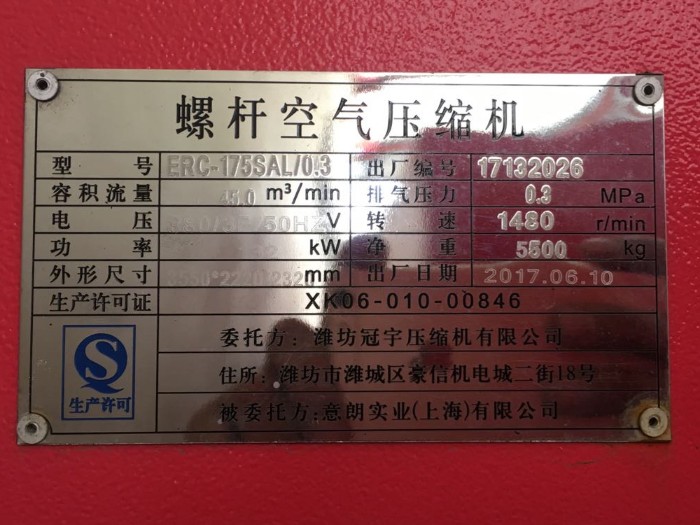 螺杆空气压缩机
型 号 ERC-175SAL/0.3 出厂编号 17132026
容积流量 45.0 m³/min 排气压力 0.3 MPa
电 压 V 转 速 1480 r/min
功 率 kW 净 重 5500 kg
外形尺寸 mm 出厂日期 2017.06.10
生产许可证 XK06-010-00846
委托方：潍坊冠宇压缩机有限公司
生产许可 住所：潍坊市潍城区豪信机电城二街18号
被委托方：意朗实业(上海)有限公司